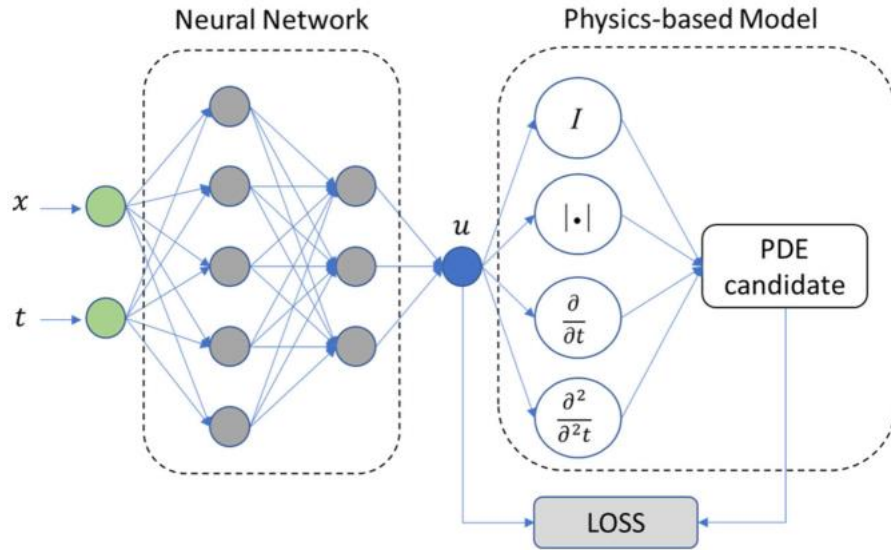 Neural Network
Physics-based Model
x
t
u
I
|•|
∂
∂t
∂²
∂²t
PDE
candidate
LOSS